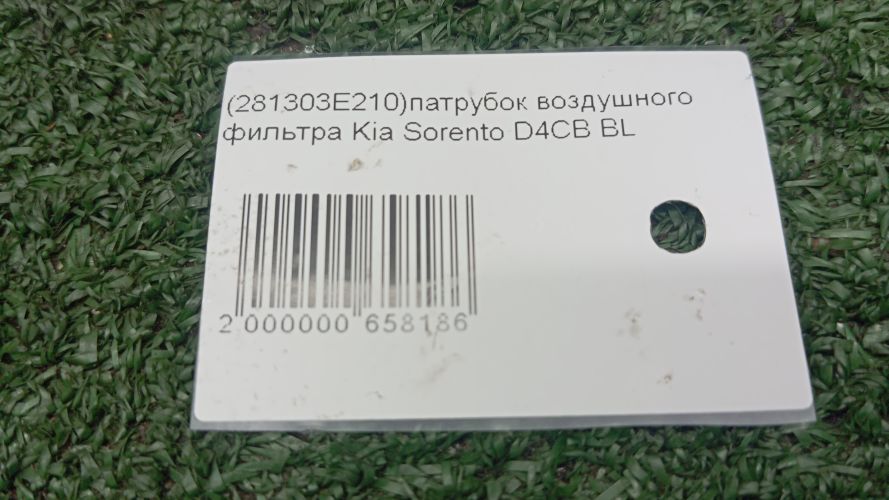 (281303E210)патрубок воздушного
фильтра Kia Sorento D4CB BL
2 000000 658186